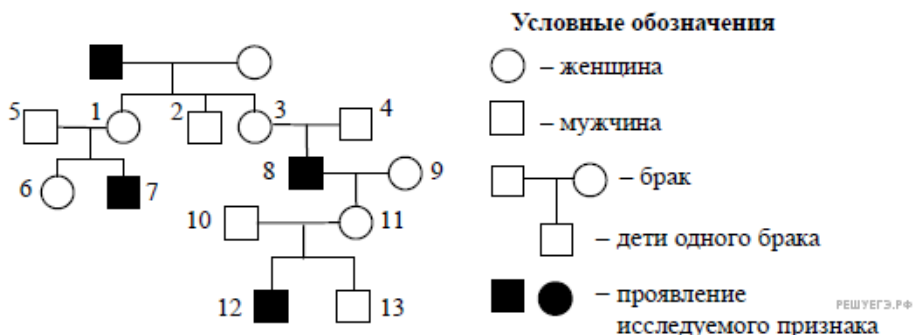 Условные обозначения
– женщина
– мужчина
– брак
– дети одного брака
– проявление
исследуемого признака
5
1
2
3
4
6
7
8
9
10
11
12
13
РЕШУЕГЭ.РФ